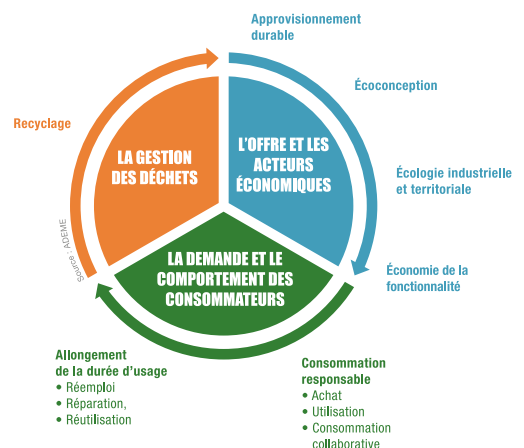 Approvisionnement
durable
Écoconception
Recyclage
LA GESTION
DES DÉCHETS
L'OFFRE ET LES
ACTEURS
ÉCONOMIQUES
Écologie industrielle
et territoriale
Source : ADEME
LA DEMANDE ET LE
COMPORTEMENT DES
CONSOMMATEURS
Économie de la
fonctionnalité
Allongement
de la durée d'usage
• Réemploi
• Réparation,
• Réutilisation
Consommation
responsable
• Achat
• Utilisation
• Consommation
collaborative